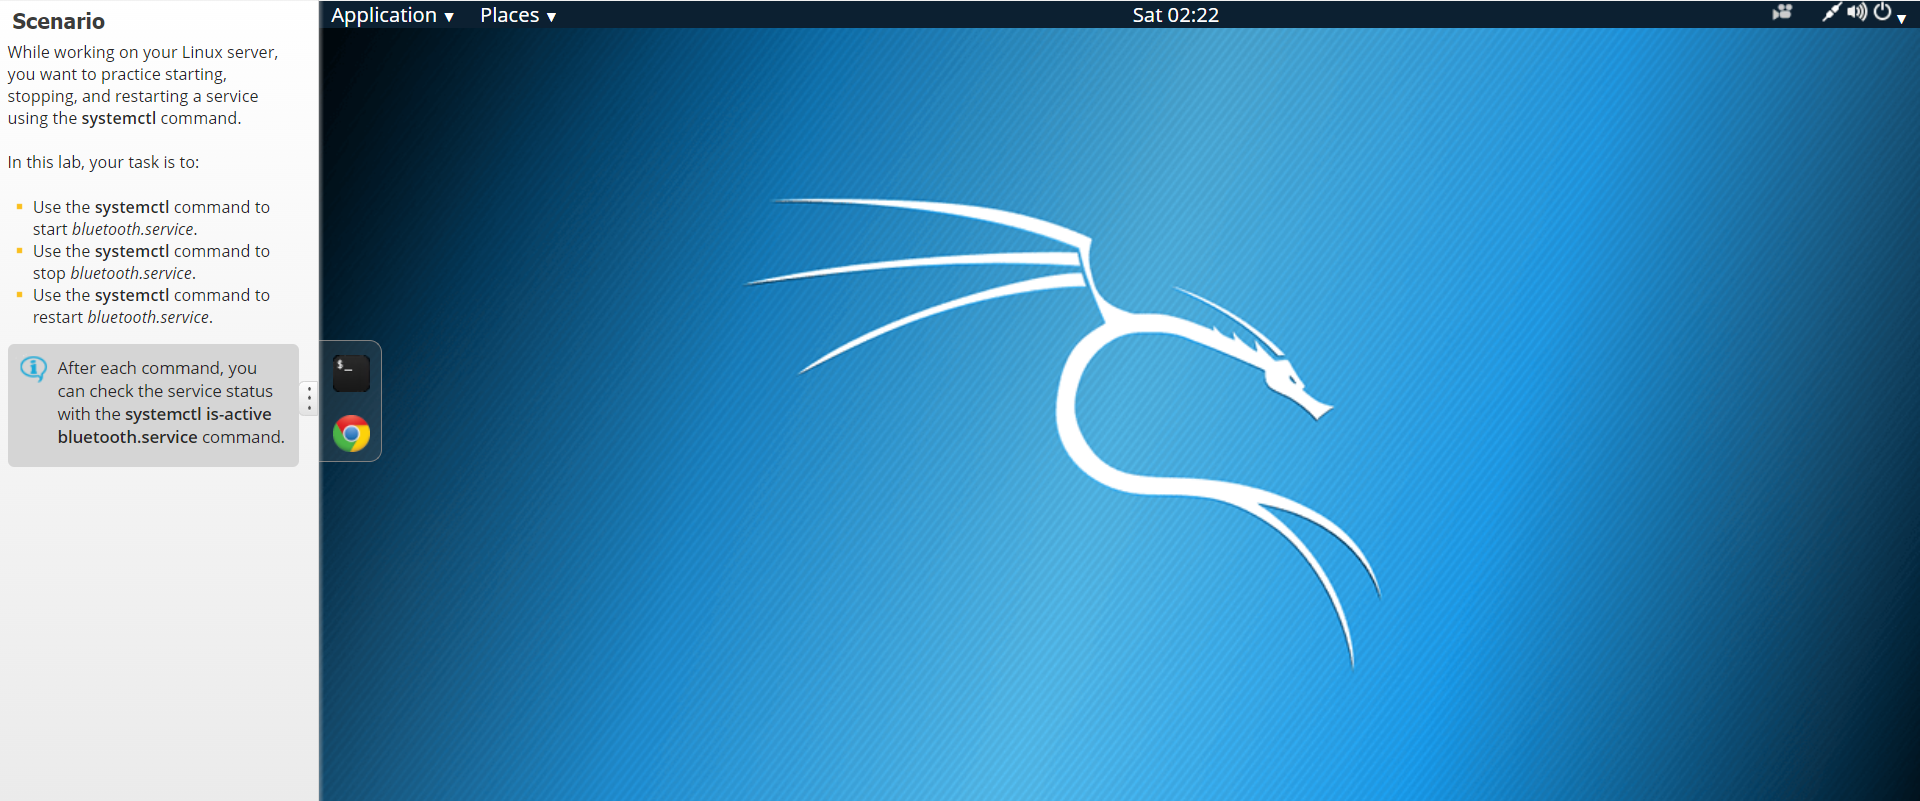 Scenario
While working on your Linux server,
you want to practice starting,
stopping, and restarting a service
using the systemctl command.
In this lab, your task is to:
Use the systemctl command to
start bluetooth.service.
Use the systemctl command to
stop bluetooth.service.
Use the systemctl command to
restart bluetooth.service.
After each command, you
can check the service status
with the systemctl is-active
bluetooth.service command.
Application ▾ Places ▾ Sat 02:22
$_